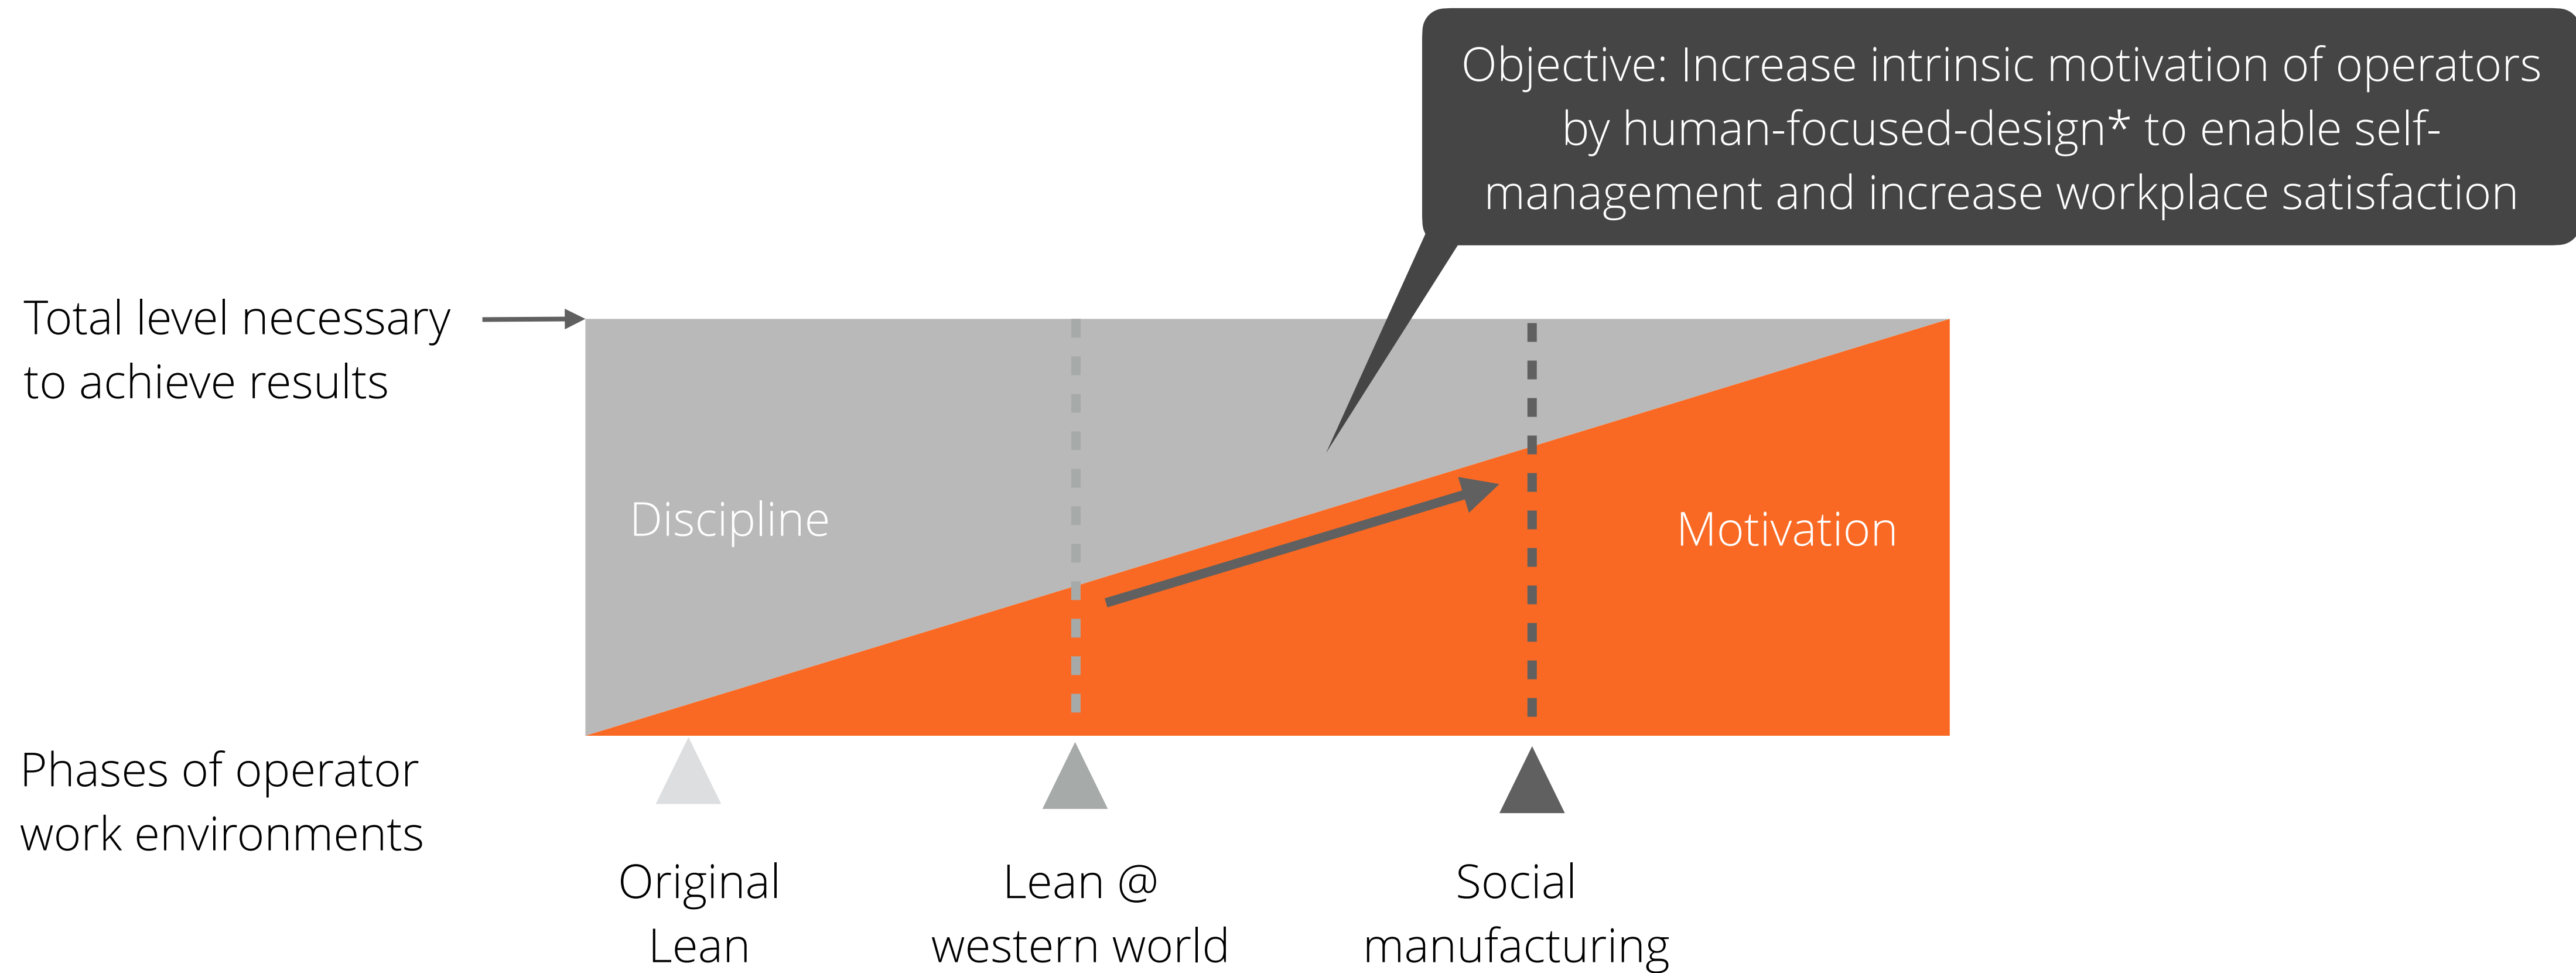 Objective: Increase intrinsic motivation of operators
by human-focused-design* to enable self-
management and increase workplace satisfaction
Total level necessary
to achieve results
Discipline
Motivation
Phases of operator
work environments
Original
Lean
Lean @
western world
Social
manufacturing